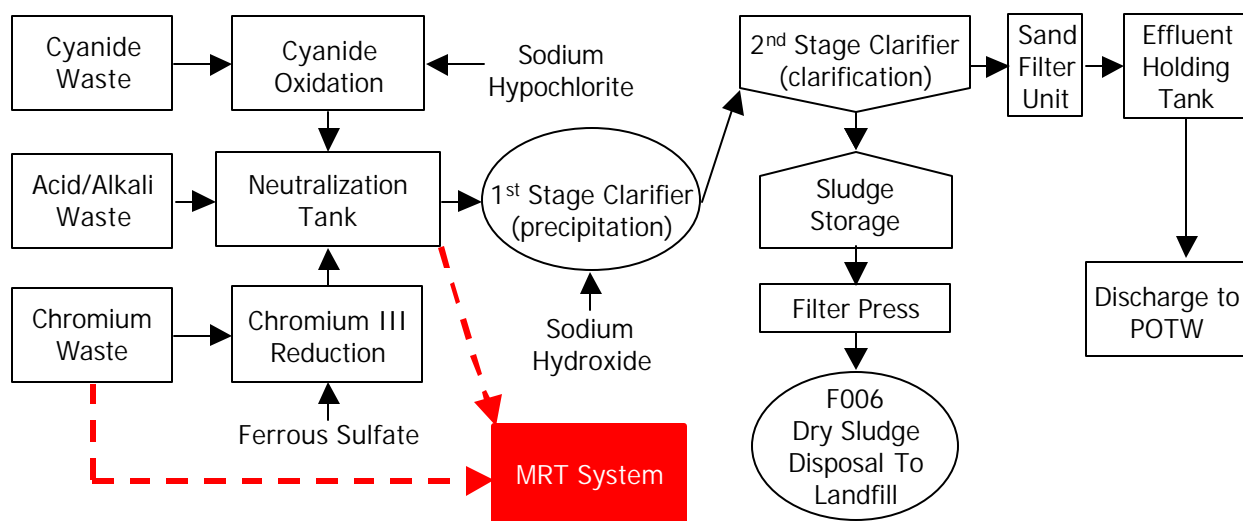 Cyanide
Waste
Cyanide
Oxidation
Sodium
Hypochlorite
2nd Stage Clarifier
(clarification)
Sand
Filter
Unit
Effluent
Holding
Tank
Acid/Alkali
Waste
Neutralization
Tank
1st Stage Clarifier
(precipitation)
Sludge
Storage
Chromium
Waste
Chromium III
Reduction
Sodium
Hydroxide
Filter Press
Discharge to
POTW
Ferrous Sulfate
MRT System
F006
Dry Sludge
Disposal To
Landfill